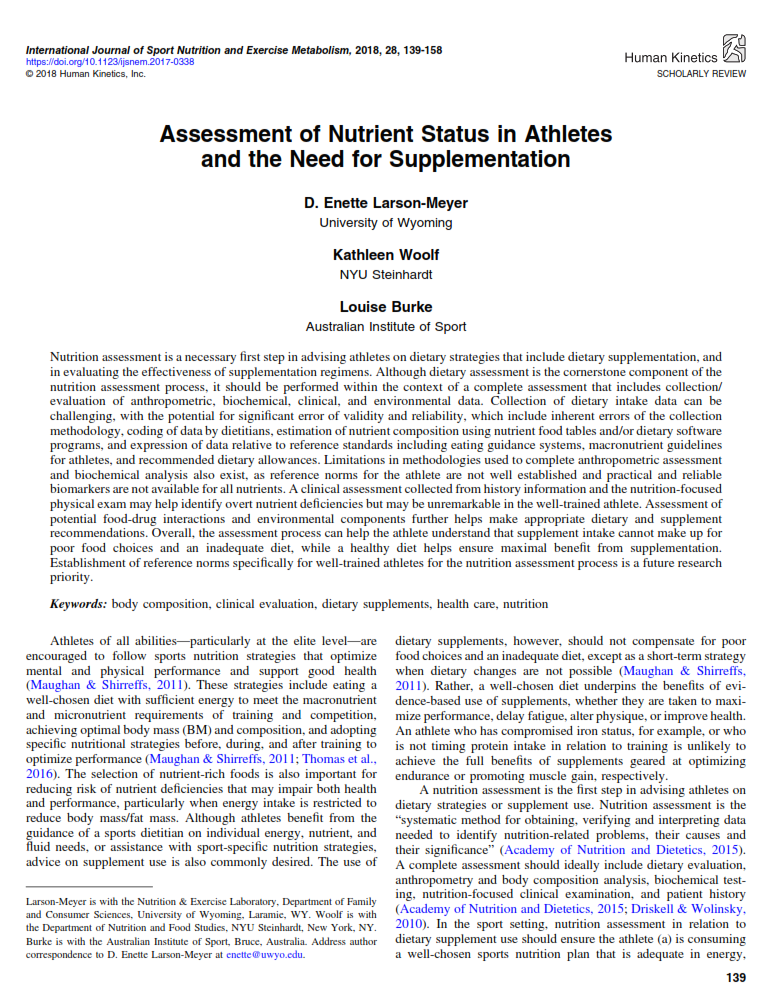 International Journal of Sport Nutrition and Exercise Metabolism, 2018, 28, 139-158
https://doi.org/10.1123/ijsnem.2017-0338
© 2018 Human Kinetics, Inc.
Human Kinetics
SCHOLARLY REVIEW
Assessment of Nutrient Status in Athletes
and the Need for Supplementation
D. Enette Larson-Meyer
University of Wyoming
Kathleen Woolf
NYU Steinhardt
Louise Burke
Australian Institute of Sport
Nutrition assessment is a necessary first step in advising athletes on dietary strategies that include dietary supplementation, and
in evaluating the effectiveness of supplementation regimens. Although dietary assessment is the cornerstone component of the
nutrition assessment process, it should be performed within the context of a complete assessment that includes collection/
evaluation of anthropometric, biochemical, clinical, and environmental data. Collection of dietary intake data can be
challenging, with the potential for significant error of validity and reliability, which include inherent errors of the collection
methodology, coding of data by dietitians, estimation of nutrient composition using nutrient food tables and/or dietary software
programs, and expression of data relative to reference standards including eating guidance systems, macronutrient guidelines
for athletes, and recommended dietary allowances. Limitations in methodologies used to complete anthropometric assessment
and biochemical analysis also exist, as reference norms for the athlete are not well established and practical and reliable
biomarkers are not available for all nutrients. A clinical assessment collected from history information and the nutrition-focused
physical exam may help identify overt nutrient deficiencies but may be unremarkable in the well-trained athlete. Assessment of
potential food-drug interactions and environmental components further helps make appropriate dietary and supplement
recommendations. Overall, the assessment process can help the athlete understand that supplement intake cannot make up for
poor food choices and an inadequate diet, while a healthy diet helps ensure maximal benefit from supplementation.
Establishment of reference norms specifically for well-trained athletes for the nutrition assessment process is a future research
priority.
Keywords: body composition, clinical evaluation, dietary supplements, health care, nutrition
Athletes of all abilities—particularly at the elite level—are
encouraged to follow sports nutrition strategies that optimize
mental and physical performance and support good health
(Maughan & Shirreffs, 2011). These strategies include eating a
well-chosen diet with sufficient energy to meet the macronutrient
and micronutrient requirements of training and competition,
achieving optimal body mass (BM) and composition, and adopting
specific nutritional strategies before, during, and after training to
optimize performance (Maughan & Shirreffs, 2011; Thomas et al.,
2016). The selection of nutrient-rich foods is also important for
reducing risk of nutrient deficiencies that may impair both health
and performance, particularly when energy intake is restricted to
reduce body mass/fat mass. Although athletes benefit from the
guidance of a sports dietitian on individual energy, nutrient, and
fluid needs, or assistance with sport-specific nutrition strategies,
advice on supplement use is also commonly desired. The use of
Larson-Meyer is with the Nutrition & Exercise Laboratory, Department of Family
and Consumer Sciences, University of Wyoming, Laramie, WY. Woolf is with
the Department of Nutrition and Food Studies, NYU Steinhardt, New York, NY.
Burke is with the Australian Institute of Sport, Bruce, Australia. Address author
correspondence to D. Enette Larson-Meyer at enette@uwyo.edu.
dietary supplements, however, should not compensate for poor
food choices and an inadequate diet, except as a short-term strategy
when dietary changes are not possible (Maughan & Shirreffs,
2011). Rather, a well-chosen diet underpins the benefits of evi-
dence-based use of supplements, whether they are taken to maxi-
mize performance, delay fatigue, alter physique, or improve health.
An athlete who has compromised iron status, for example, or who
is not timing protein intake in relation to training is unlikely to
achieve the full benefits of supplements geared at optimizing
endurance or promoting muscle gain, respectively.
A nutrition assessment is the first step in advising athletes on
dietary strategies or supplement use. Nutrition assessment is the
“systematic method for obtaining, verifying and interpreting data
needed to identify nutrition-related problems, their causes and
their significance” (Academy of Nutrition and Dietetics, 2015).
A complete assessment should ideally include dietary evaluation,
anthropometry and body composition analysis, biochemical test-
ing, nutrition-focused clinical examination, and patient history
(Academy of Nutrition and Dietetics, 2015; Driskell & Wolinsky,
2010). In the sport setting, nutrition assessment in relation to
dietary supplement use should ensure the athlete (a) is consuming
a well-chosen sports nutrition plan that is adequate in energy,
139